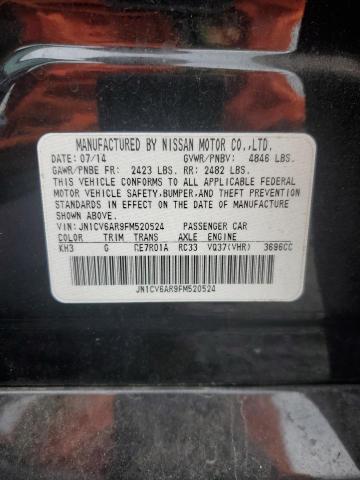 MANUFACTURED BY NISSAN MOTOR CO.,LTD.
DATE: 07/14 GVWR/PNBV: 4846 LBS.
GAWR/PNBE FR: 2423 LBS. RR: 2482 LBS.
THIS VEHICLE CONFORMS TO ALL APPLICABLE FEDERAL
MOTOR VEHICLE SAFETY,BUMPER,AND THEFT PREVENTION
STANDARDS IN EFFECT ON THE DATE OF MANUFACTURE
SHOWN ABOVE.
VIN: JN1CV6AR9FM520524 PASSENGER CAR
COLOR TRIM TRANS AXLE ENGINE
KH3 G RE7R01A RC33 VQ37(VHR) 3696CC
JN1CV6AR9FM520524